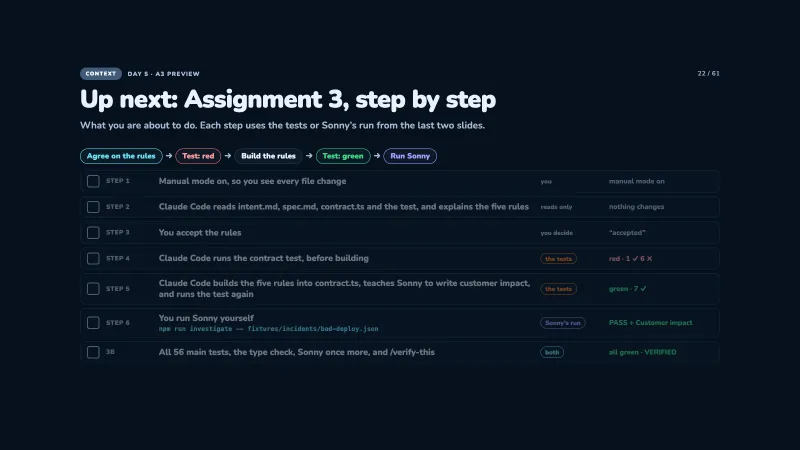 CONTEXT DAY 5 · A3 PREVIEW 22 / 61
Up next: Assignment 3, step by step
What you are about to do. Each step uses the tests or Sonny's run from the last two slides.
Agree on the rules → Test: red → Build the rules → Test: green → Run Sonny
STEP 1 Manual mode on, so you see every file change you manual mode on
STEP 2 Claude Code reads intent.md, spec.md, contract.ts and the test, and explains the five rules reads only nothing changes
STEP 3 You accept the rules you decide "accepted"
STEP 4 Claude Code runs the contract test, before building the tests red · 1 ✓ 6 ✕
STEP 5 Claude Code builds the five rules into contract.ts, teaches Sonny to write customer impact, the tests green · 7 ✓
and runs the test again
STEP 6 You run Sonny yourself Sonny's run PASS + Customer impact
npm run investigate -- fixtures/incidents/bad-deploy.json
3B All 56 main tests, the type check, Sonny once more, and /verify-this both all green · VERIFIED